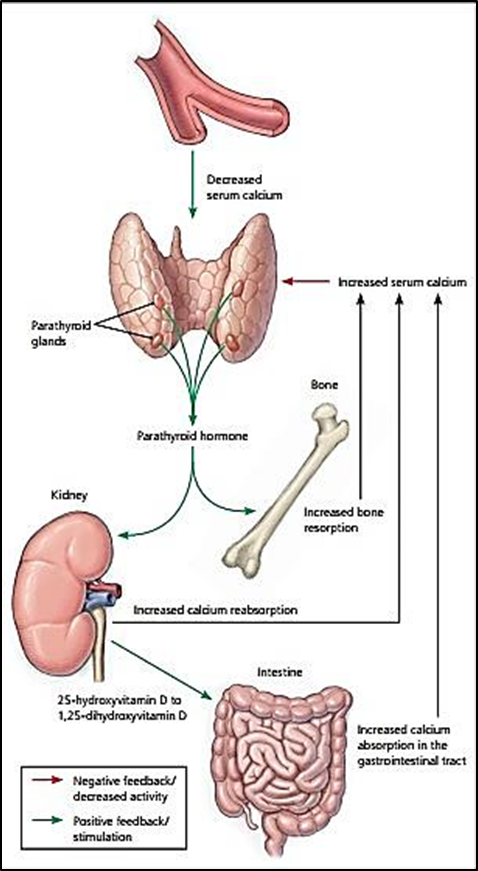 Decreased
serum calcium
Increased serum calcium
Parathyroid
glands
Bone
Parathyroid hormone
Kidney
Increased bone
resorption
Increased calcium reabsorption
Intestine
25-hydroxyvitamin D to
1,25-dihydroxyvitamin D
Increased calcium
absorption in the
gastrointestinal tract
Negative feedback/
decreased activity
Positive feedback/
stimulation